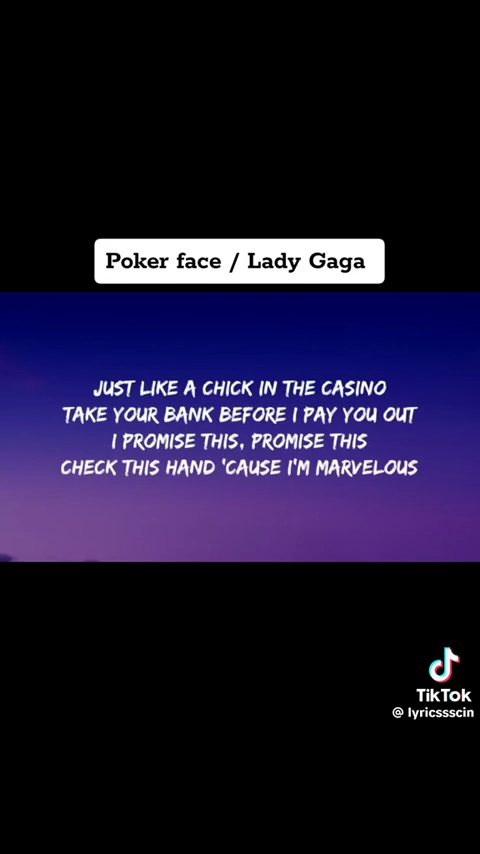 Poker face / Lady Gaga
JUST LIKE A CHICK IN THE CASINO
TAKE YOUR BANK BEFORE I PAY YOU OUT
I PROMISE THIS, PROMISE THIS
CHECK THIS HAND 'CAUSE I'M MARVELOUS
TikTok
@ lyricssscin